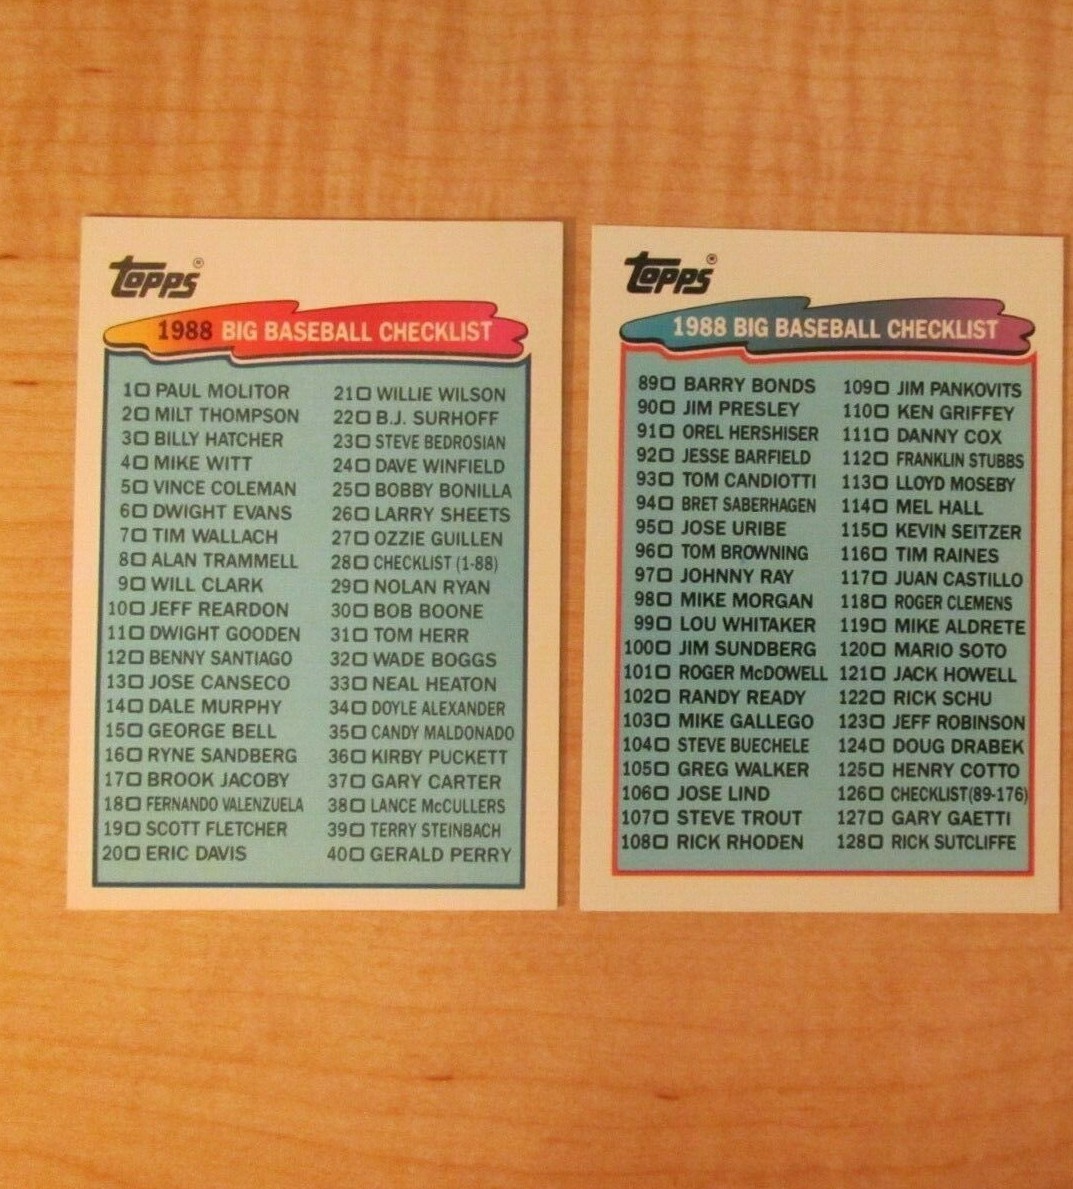 Topps®
1988 BIG BASEBALL CHECKLIST
1 PAUL MOLITOR
2 MILT THOMPSON
3 BILLY HATCHER
4 MIKE WITT
5 VINCE COLEMAN
6 DWIGHT EVANS
7 TIM WALLACH
8 ALAN TRAMMELL
9 WILL CLARK
10 JEFF REARDON
11 DWIGHT GOODEN
12 BENNY SANTIAGO
13 JOSE CANSECO
14 DALE MURPHY
15 GEORGE BELL
16 RYNE SANDBERG
17 BROOK JACOBY
18 FERNANDO VALENZUELA
19 SCOTT FLETCHER
20 ERIC DAVIS
21 WILLIE WILSON
22 B.J. SURHOFF
23 STEVE BEDROSIAN
24 DAVE WINFIELD
25 BOBBY BONILLA
26 LARRY SHEETS
27 OZZIE GUILLEN
28 CHECKLIST (1-88)
29 NOLAN RYAN
30 BOB BOONE
31 TOM HERR
32 WADE BOGGS
33 NEAL HEATON
34 DOYLE ALEXANDER
35 CANDY MALDONADO
36 KIRBY PUCKETT
37 GARY CARTER
38 LANCE McCULLERS
39 TERRY STEINBACH
40 GERALD PERRY
Topps®
1988 BIG BASEBALL CHECKLIST
89 BARRY BONDS
90 JIM PRESLEY
91 OREL HERSHISER
92 JESSE BARFIELD
93 TOM CANDIOTTI
94 BRET SABERHAGEN
95 JOSE URIBE
96 TOM BROWNING
97 JOHNNY RAY
98 MIKE MORGAN
99 LOU WHITAKER
100 JIM SUNDBERG
101 ROGER McDOWELL
102 RANDY READY
103 MIKE GALLEGO
104 STEVE BUECHELE
105 GREG WALKER
106 JOSE LIND
107 STEVE TROUT
108 RICK RHODEN
109 JIM PANKOVITS
110 KEN GRIFFEY
111 DANNY COX
112 FRANKLIN STUBBS
113 LLOYD MOSEBY
114 MEL HALL
115 KEVIN SEITZER
116 TIM RAINES
117 JUAN CASTILLO
118 ROGER CLEMENS
119 MIKE ALDRETE
120 MARIO SOTO
121 JACK HOWELL
122 RICK SCHU
123 JEFF ROBINSON
124 DOUG DRABEK
125 HENRY COTTO
126 CHECKLIST(89-176)
127 GARY GAETTI
128 RICK SUTCLIFFE